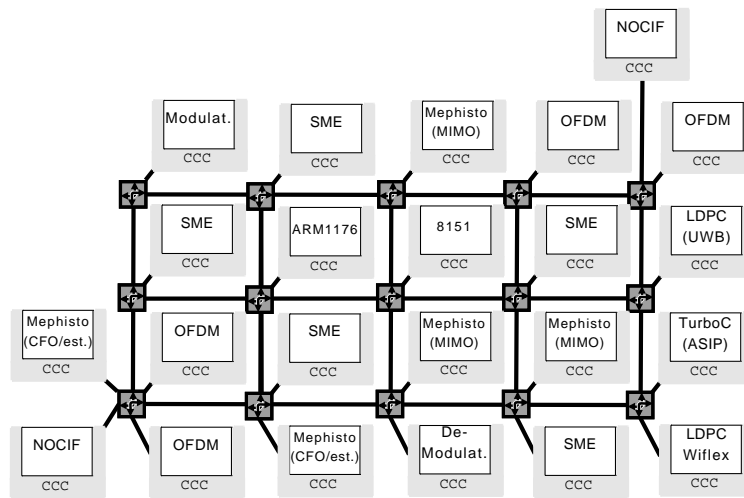 NOCIF
CCC
Modulat.
CCC
SME
CCC
Mephisto
(MIMO)
CCC
OFDM
CCC
OFDM
CCC
SME
CCC
ARM1176
CCC
8151
CCC
SME
CCC
LDPC
(UWB)
CCC
Mephisto
(CFO/est.)
CCC
OFDM
CCC
SME
CCC
Mephisto
(MIMO)
CCC
Mephisto
(MIMO)
CCC
TurboC
(ASIP)
CCC
NOCIF
CCC
OFDM
CCC
Mephisto
(CFO/est.)
CCC
De-
Modulat.
CCC
SME
CCC
LDPC
Wiflex
CCC